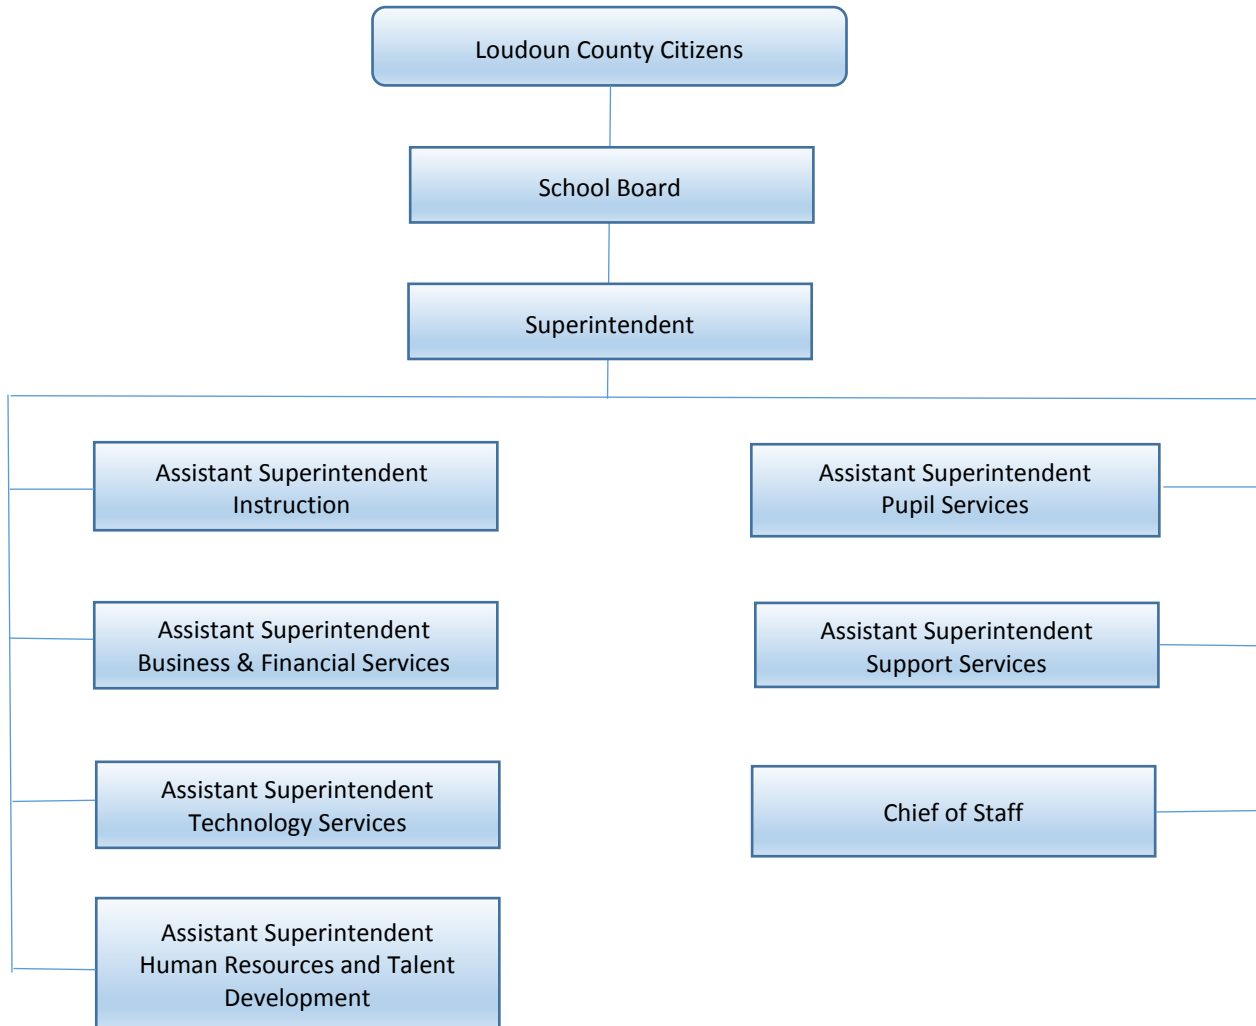 Loudoun County Citizens
School Board
Superintendent
Assistant Superintendent
Instruction
Assistant Superintendent
Pupil Services
Assistant Superintendent
Business & Financial Services
Assistant Superintendent
Support Services
Assistant Superintendent
Technology Services
Chief of Staff
Assistant Superintendent
Human Resources and Talent
Development